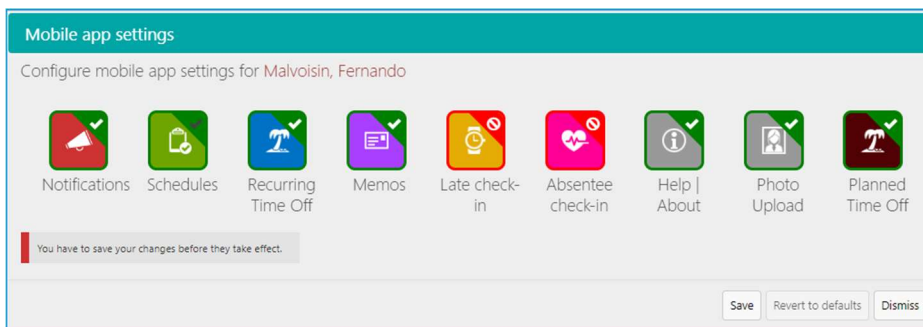 Mobile app settings
Configure mobile app settings for Malvoisin, Fernando
Notifications
Schedules
Recurring
Time Off
Memos
Late check-
in
Absentee
check-in
Help |
About
Photo
Upload
Planned
Time Off
You have to save your changes before they take effect.
Save
Revert to defaults
Dismiss